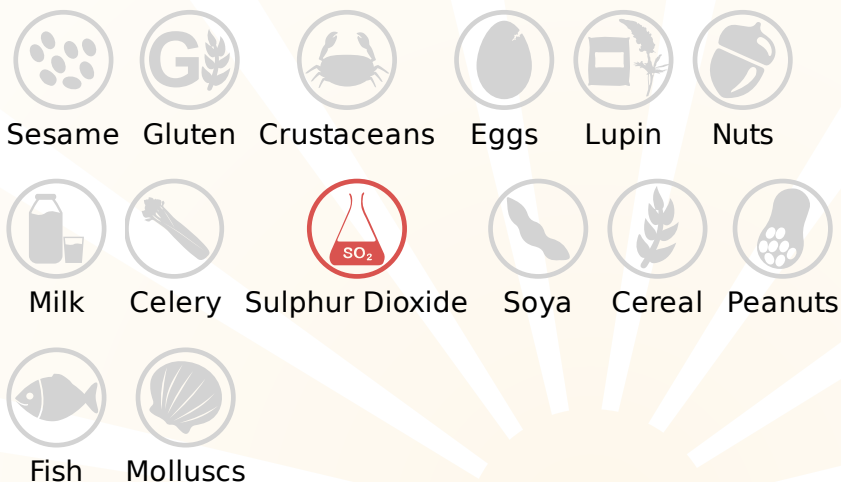 G
Sesame Gluten Crustaceans Eggs Lupin Nuts
SO₂
Milk Celery Sulphur Dioxide Soya Cereal Peanuts
Fish Molluscs